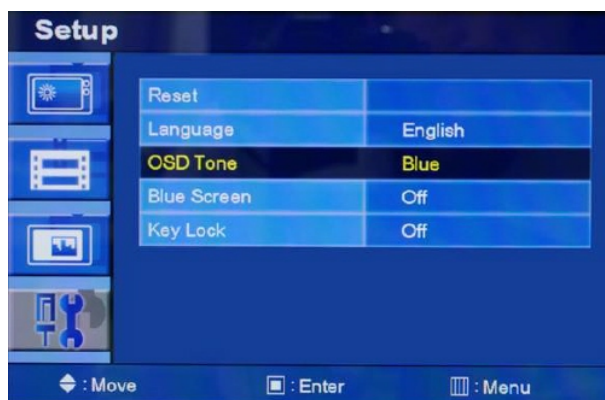 Setup
Reset
Language English
OSD Tone Blue
Blue Screen Off
Key Lock Off
: Move : Enter : Menu